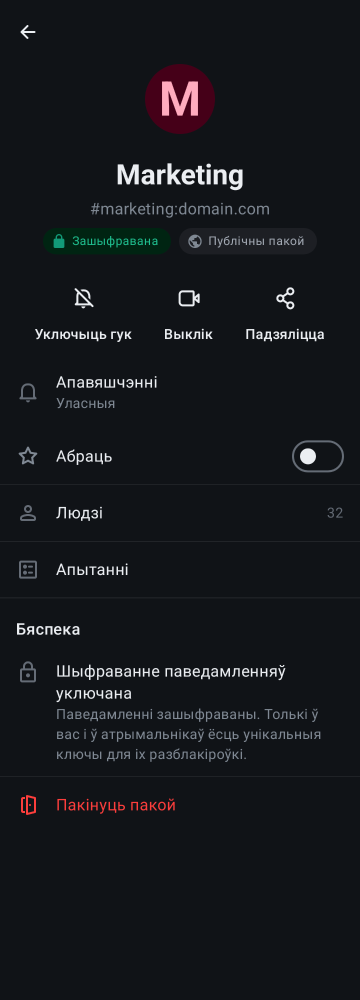 M
Marketing
#marketing:domain.com
Зашыфравана Публічны пакой
Уключыць гук Выклік Падзяліцца
Апавяшчэнні
Уласныя
Абраць
Людзі 32
Апытанні
Бяспека
Шыфраванне паведамленняў
уключана
Паведамленні зашыфраваны. Толькі ў
вас і ў атрымальнікаў ёсць унікальныя
ключы для іх разблакіроўкі.
Пакінуць пакой